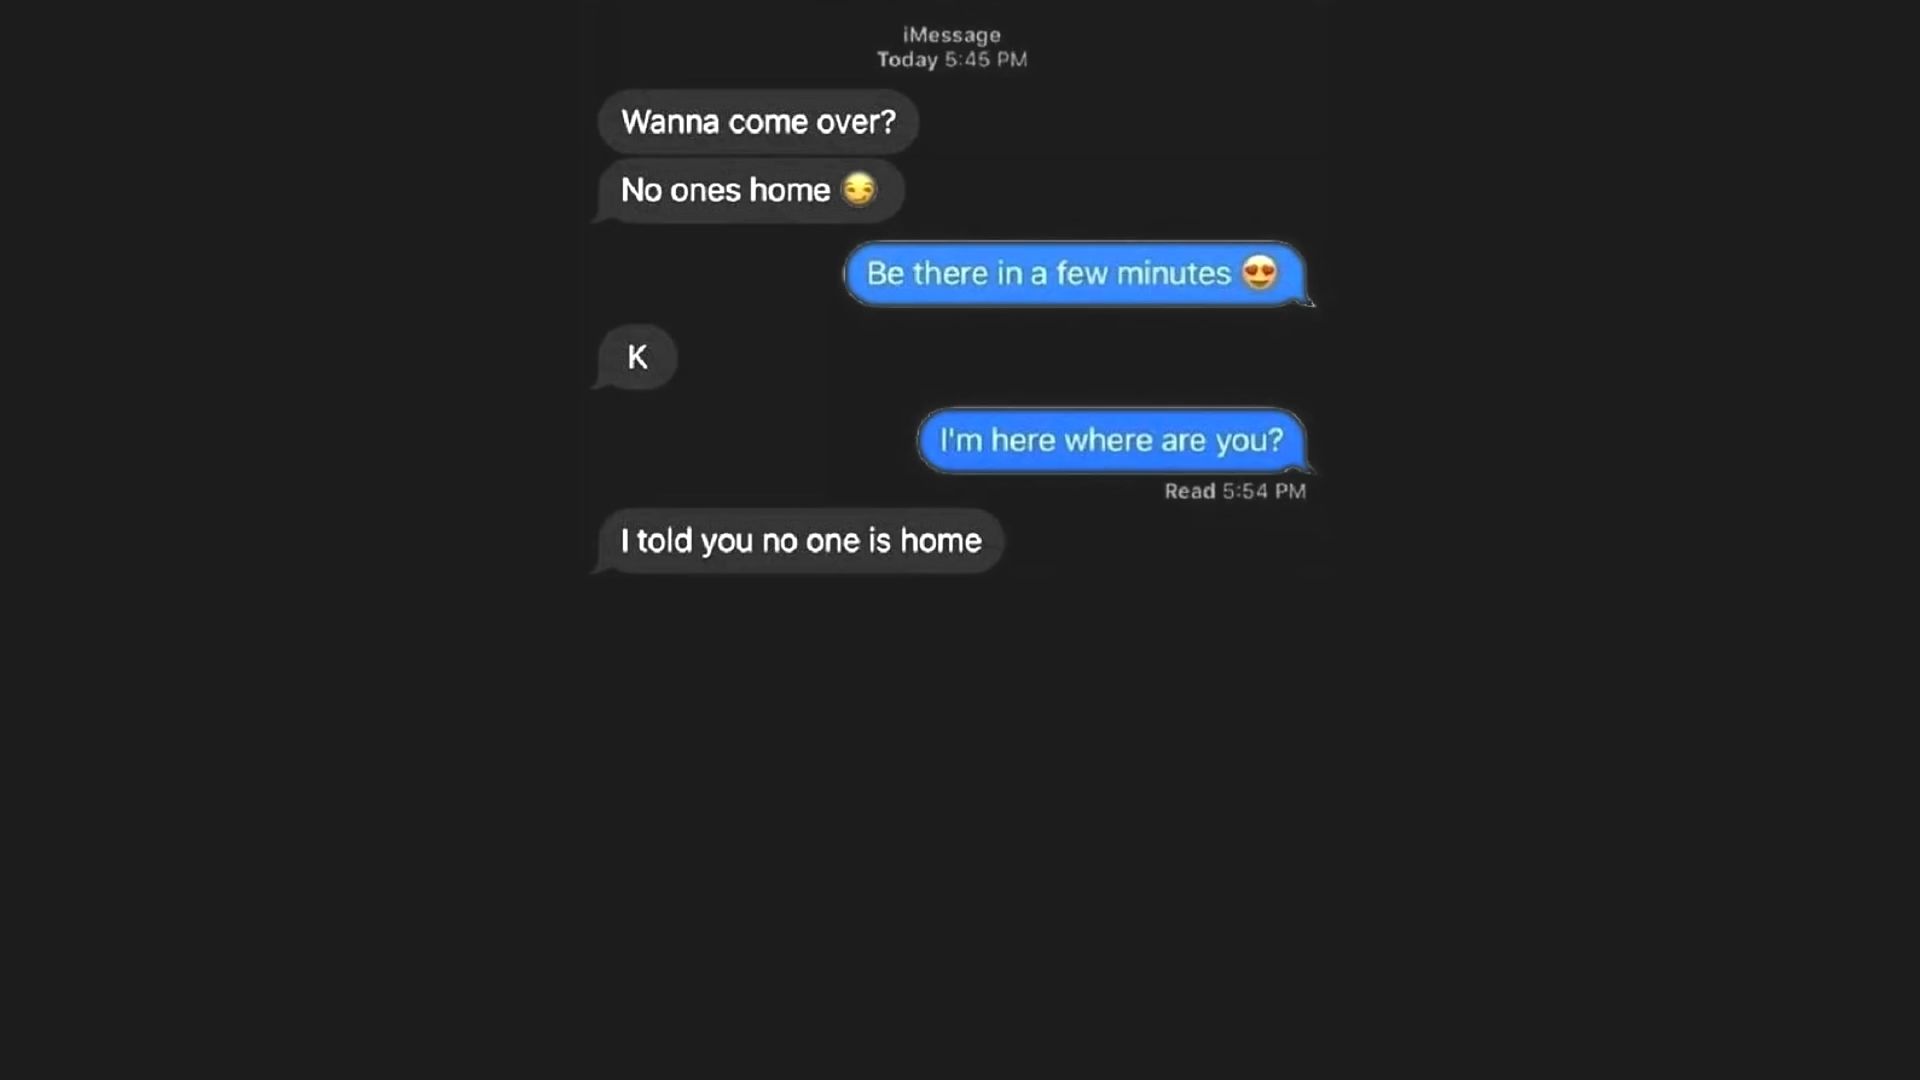 iMessage
Today 5:45 PM
Wanna come over?
No ones home 😏
Be there in a few minutes 😍
K
I'm here where are you?
Read 5:54 PM
I told you no one is home